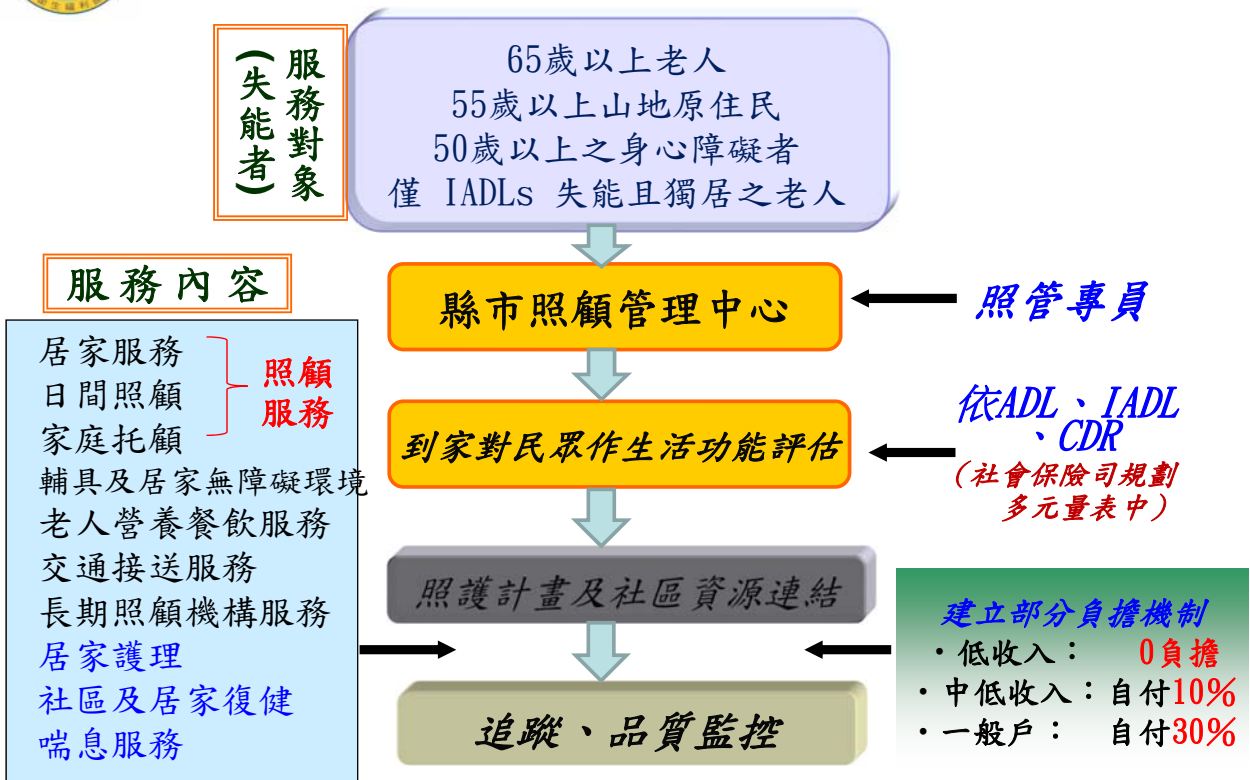 生福利
服務對象
(失能者)
65歲以上老人
55歲以上山地原住民
50歲以上之身心障礙者
僅 IADLs 失能且獨居之老人
縣市照顧管理中心
照管專員
服務內容
居家服務
日間照顧
家庭托顧
照顧
服務
輔具及居家無障礙環境
老人營養餐飲服務
交通接送服務
長期照顧機構服務
居家護理
社區及居家復健
喘息服務
到家對民眾作生活功能評估
依ADL、IADL
、CDR
(社會保險司規劃
多元量表中)
照護計畫及社區資源連結
建立部分負擔機制
·低收入: 0負擔
·中低收入:自付10%
·一般戶: 自付30%
追蹤、品質監控